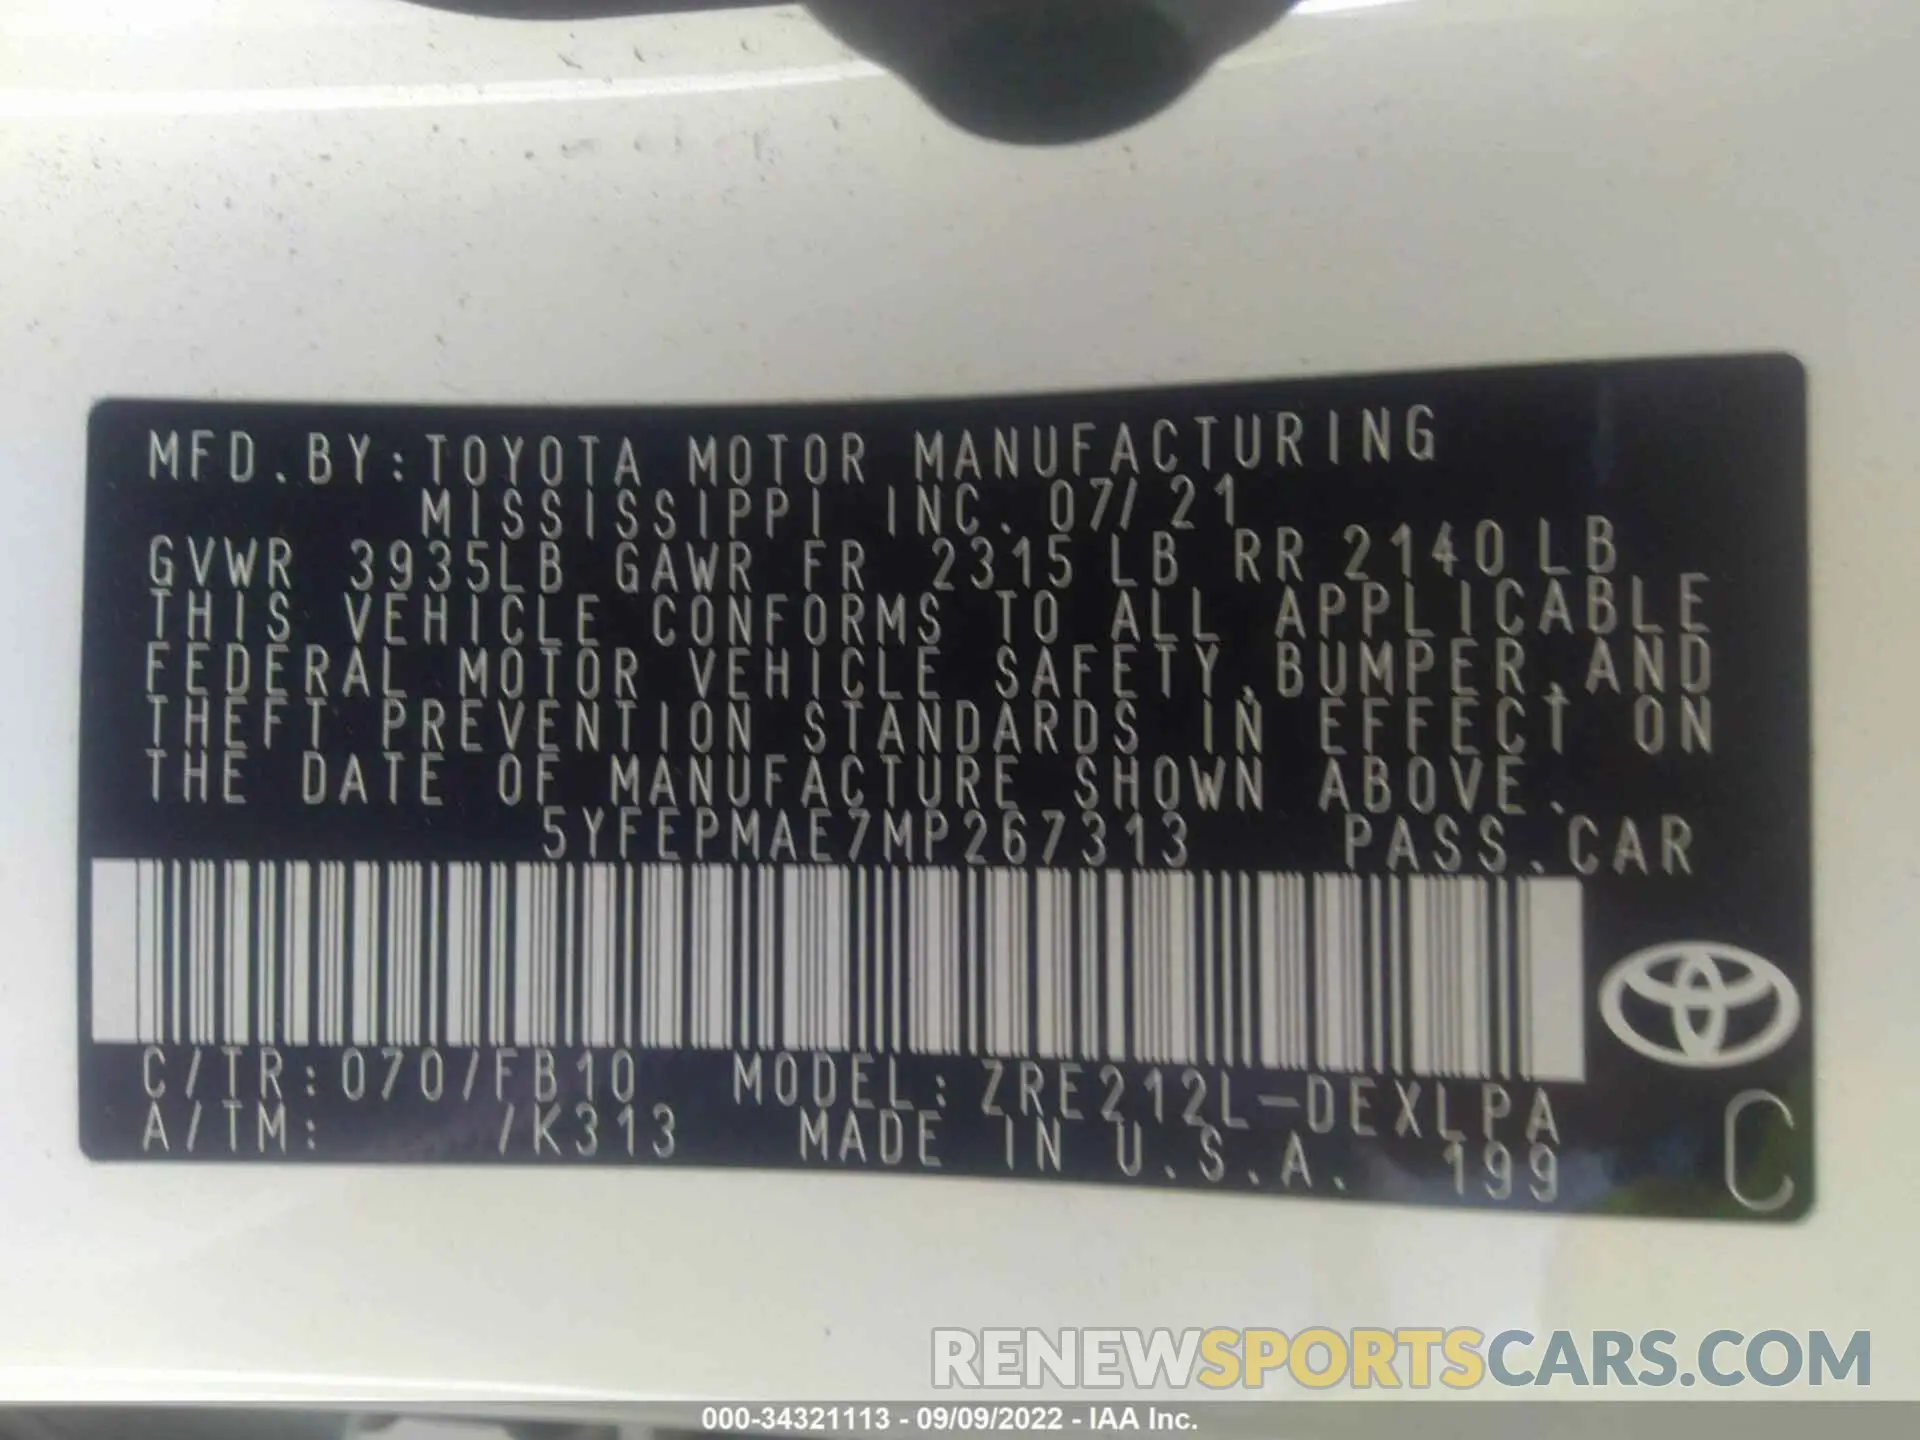 MFD.BY:TOYOTA MOTOR MANUFACTURING
MISSISSIPPI INC. 07/21
GVWR 3935LB GAWR FR 2315LB RR 2140LB
THIS VEHICLE CONFORMS TO ALL APPLICABLE
FEDERAL MOTOR VEHICLE SAFETY,BUMPER,AND
THEFT PREVENTION STANDARDS IN EFFECT ON
THE DATE OF MANUFACTURE SHOWN ABOVE.
5YFEPMAE7MP267313 PASS.CAR
C/TR:070/FB10 MODEL:ZRE212L-DEXLPA
A/TM: /K313 MADE IN U.S.A. 199
C
RENEWSPORTSCARS.COM
000-34321113 - 09/09/2022 - IAA Inc.